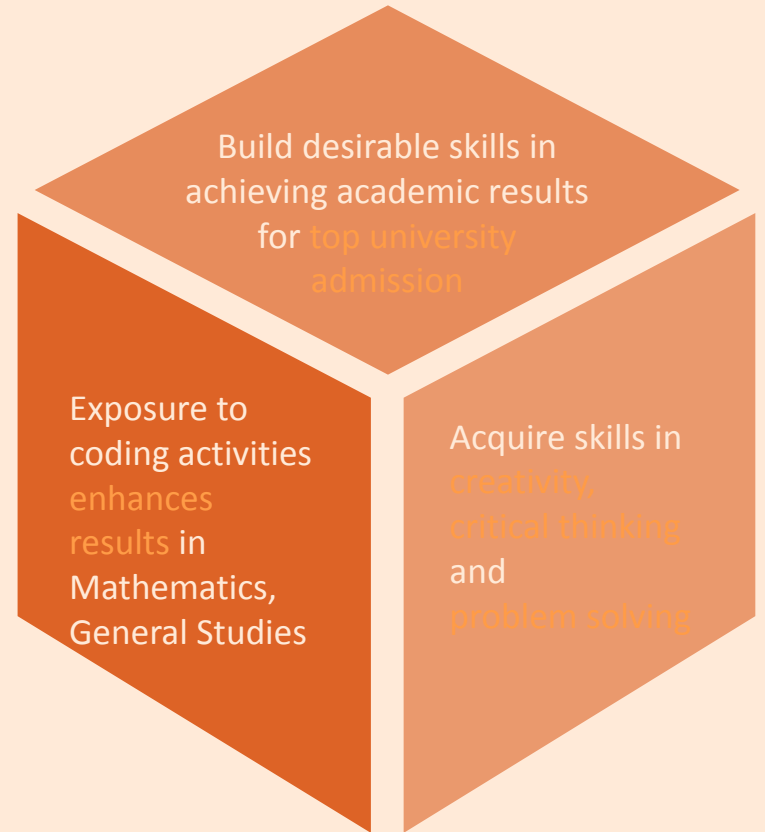 Build desirable skills in
achieving academic results
for top university
admission
Exposure to
coding activities
enhances
results in
Mathematics,
General Studies
Acquire skills in
creativity,
critical thinking
and
problem solving